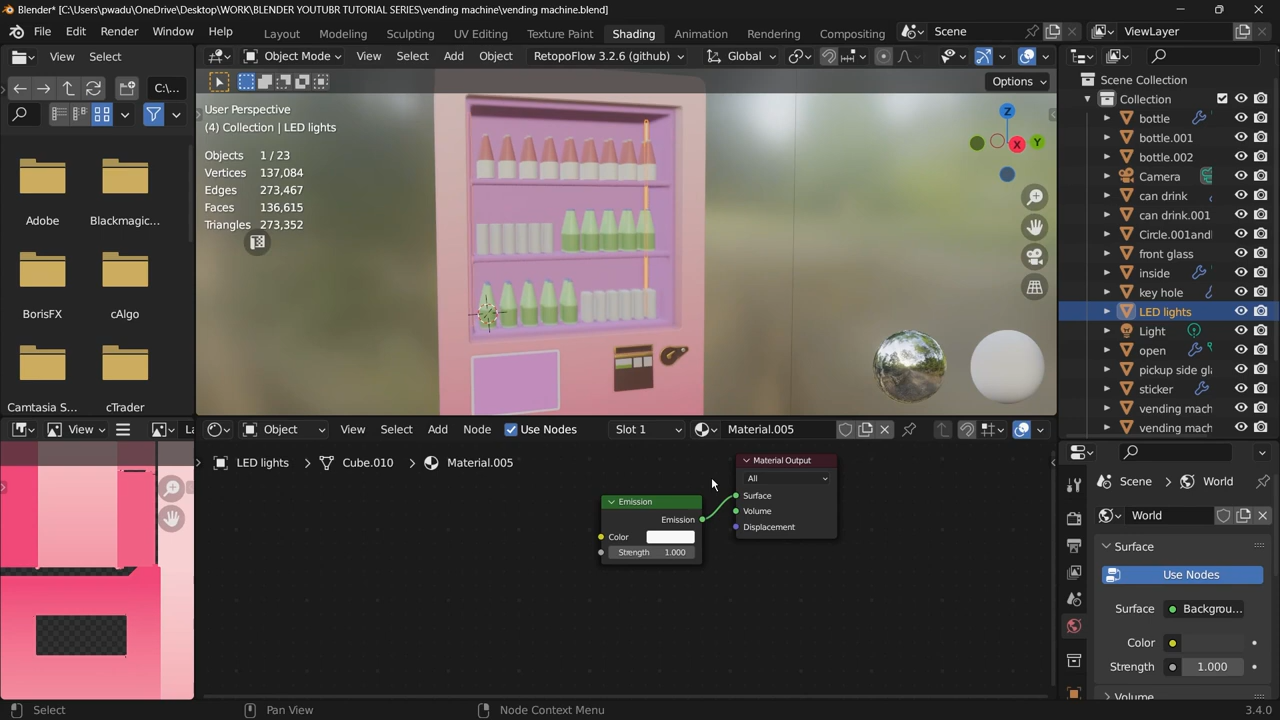 Blender* [C:\Users\pwadu\OneDrive\Desktop\WORK\BLENDER YOUTUBR TUTORIAL SERIES\vending machine\vending machine.blend]
File Edit Render Window Help Layout Modeling Sculpting UV Editing Texture Paint Shading Animation Rendering Compositing Scene ViewLayer
View Select Object Mode View Select Add Object RetopoFlow 3.2.6 (github) Global
C:\... Options
User Perspective
(4) Collection | LED lights
Objects 1 / 23
Vertices 137,084
Edges 273,467
Faces 136,615
Triangles 273,352
Z
Y
X
Adobe Blackmagic...
BorisFX cAlgo
Camtasia S... cTrader
Scene Collection
Collection
bottle
bottle.001
bottle.002
Camera
can drink
can drink.001
Circle.001and
front glass
inside
key hole
LED lights
Light
open
pickup side gl
sticker
vending mach
vending mach
View Object View Select Add Node Use Nodes Slot 1 Material.005
LED lights > Cube.010 > Material.005
Emission
Emission
Color
Strength 1.000
Material Output
All
Surface
Volume
Displacement
Scene > World
World
Surface
Use Nodes
Surface Backgrou...
Color
Strength 1.000
Volume
Select Pan View Node Context Menu 3.4.0